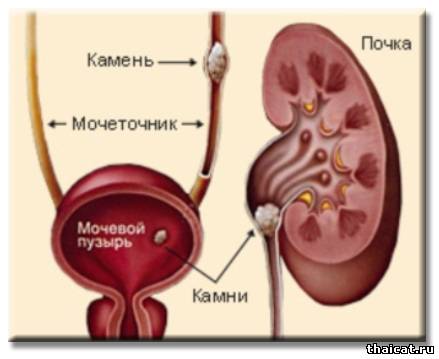 Почка
Камень
Мочеточник
Мочевой
пузырь
Камни
thaicat.ru